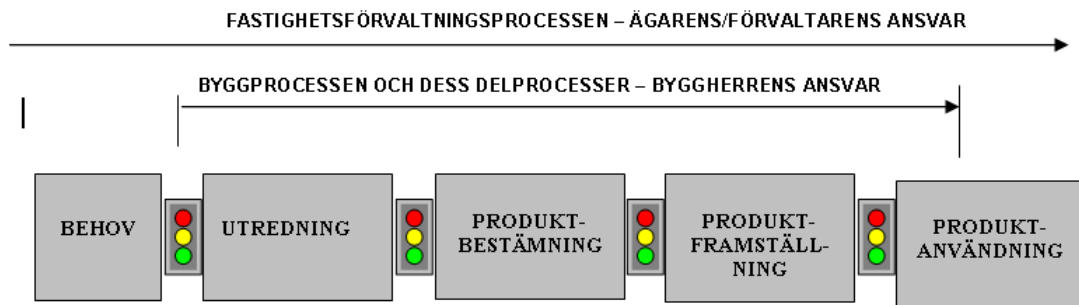 FASTIGHETSFÖRVALTNINGSPROCESSEN – ÄGARENS/FÖRVALTARENS ANSVAR
BYGGPROCESSEN OCH DESS DELPROCESSER – BYGGHERRENS ANSVAR
BEHOV
UTREDNING
PRODUKT-
BESTÄMNING
PRODUKT-
FRAMSTÄLL-
NING
PRODUKT-
ANVÄNDNING